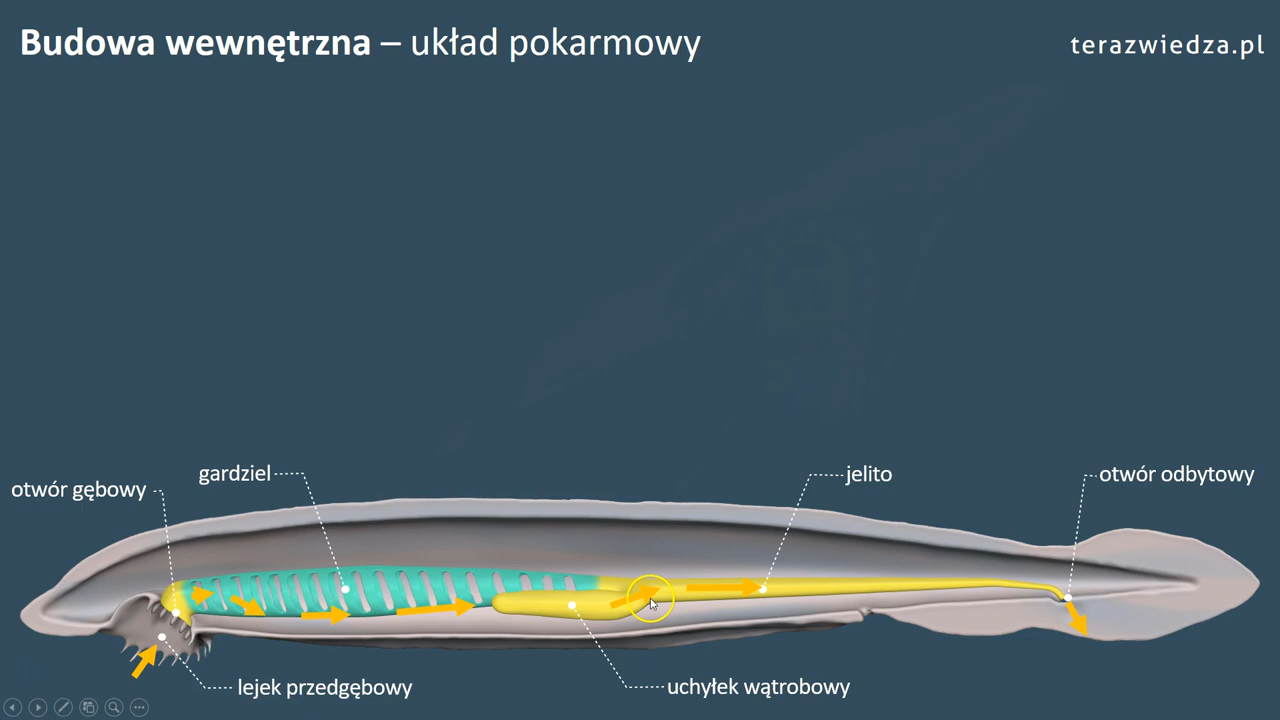 Budowa wewnętrzna – układ pokarmowy
terazwiedza.pl
otwór gębowy
gardziel
jelito
otwór odbytowy
lejek przedgębowy
uchyłek wątrobowy